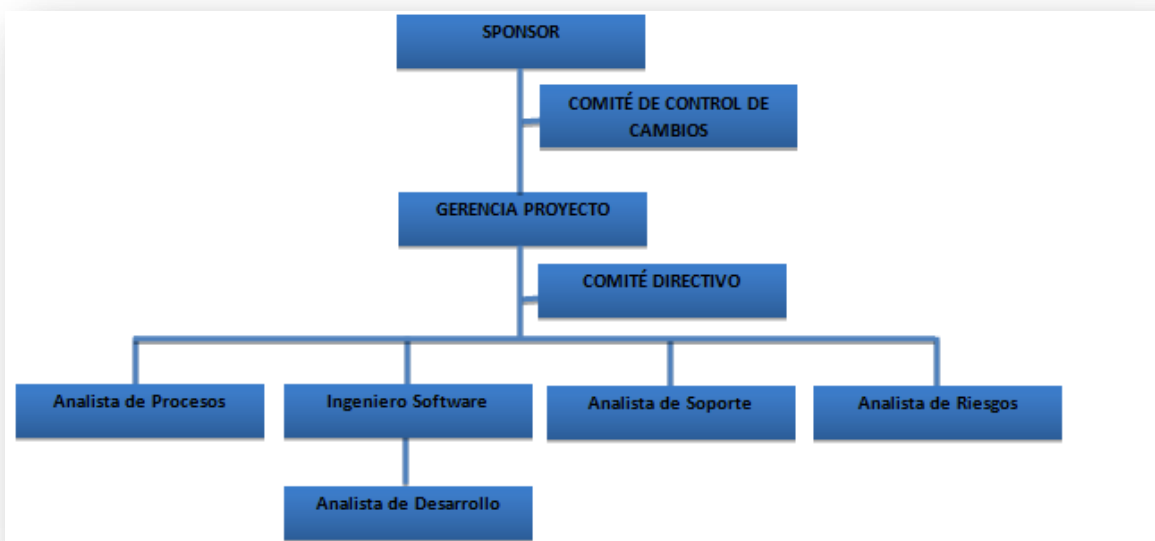 SPONSOR
COMITÉ DE CONTROL DE
CAMBIOS
GERENCIA PROYECTO
COMITÉ DIRECTIVO
Analista de Procesos
Ingeniero Software
Analista de Soporte
Analista de Riesgos
Analista de Desarrollo